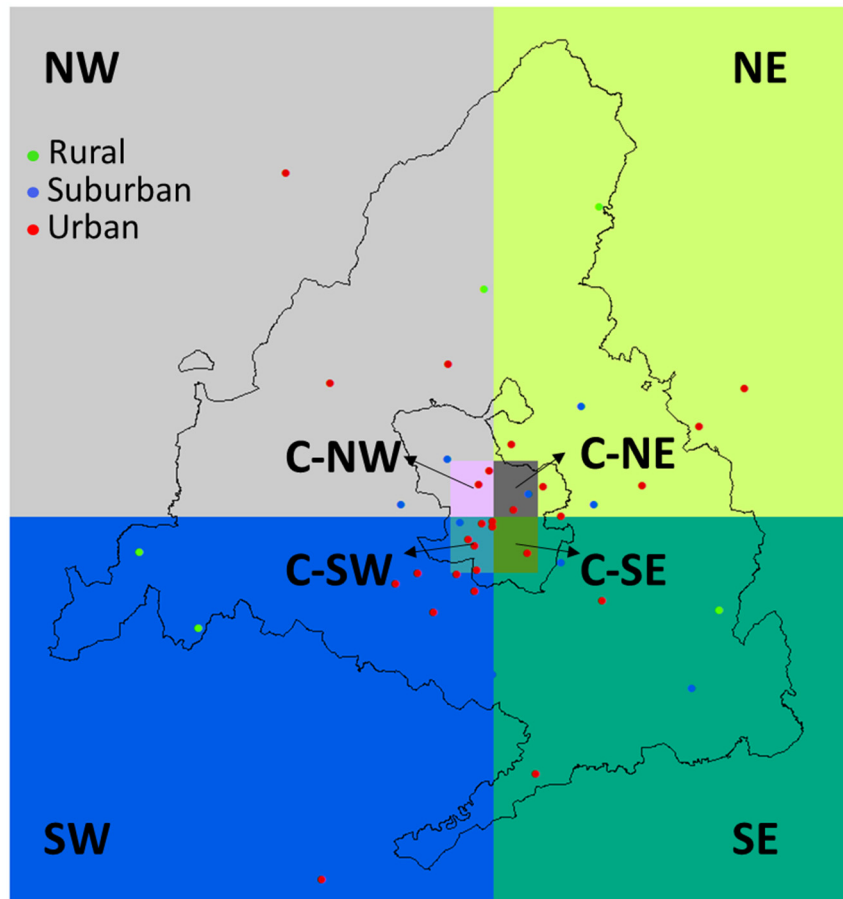 NW
NE
Rural
Suburban
Urban
C-NW
C-NE
C-SW
C-SE
SW
SE